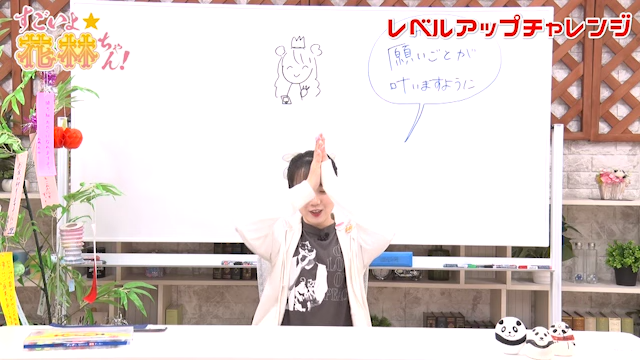 すごいよ
花林ちゃん!
レベルアップチャレンジ
願いごとが
叶いますように